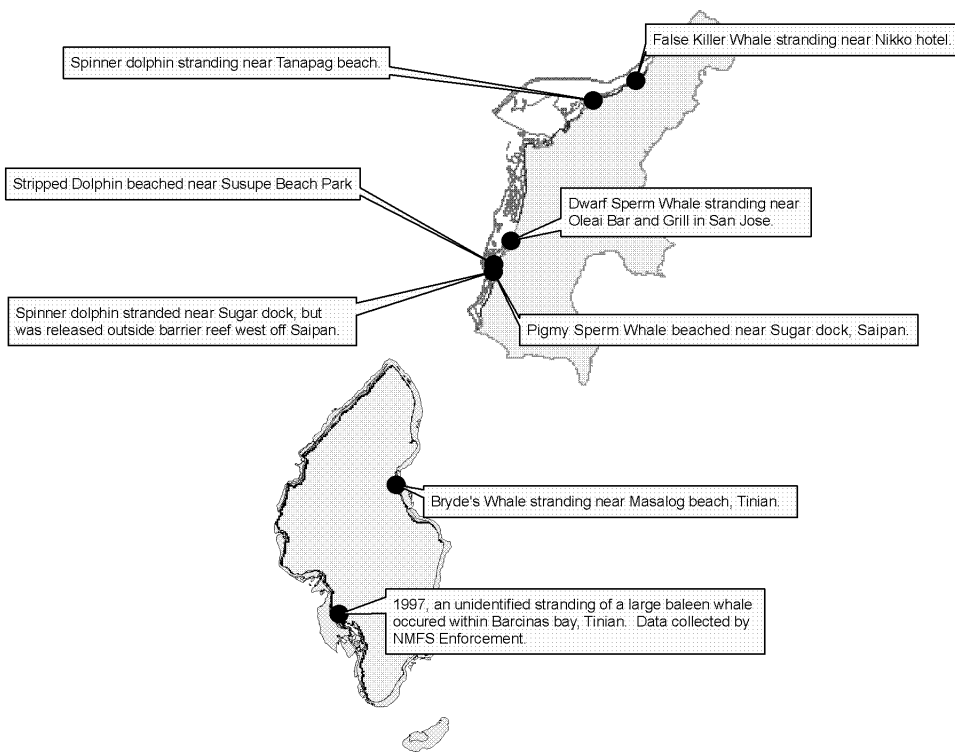 False Killer Whale stranding near Nikko hotel.
Spinner dolphin stranding near Tanapag beach.
Stripped Dolphin beached near Susupe Beach Park
Dwarf Sperm Whale stranding near
Oleai Bar and Grill in San Jose.
Spinner dolphin stranded near Sugar dock, but
was released outside barrier reef west off Saipan.
Pigmy Sperm Whale beached near Sugar dock, Saipan.
Bryde's Whale stranding near Masalog beach, Tinian.
1997, an unidentified stranding of a large baleen whale
occured within Barcinas bay, Tinian. Data collected by
NMFS Enforcement.